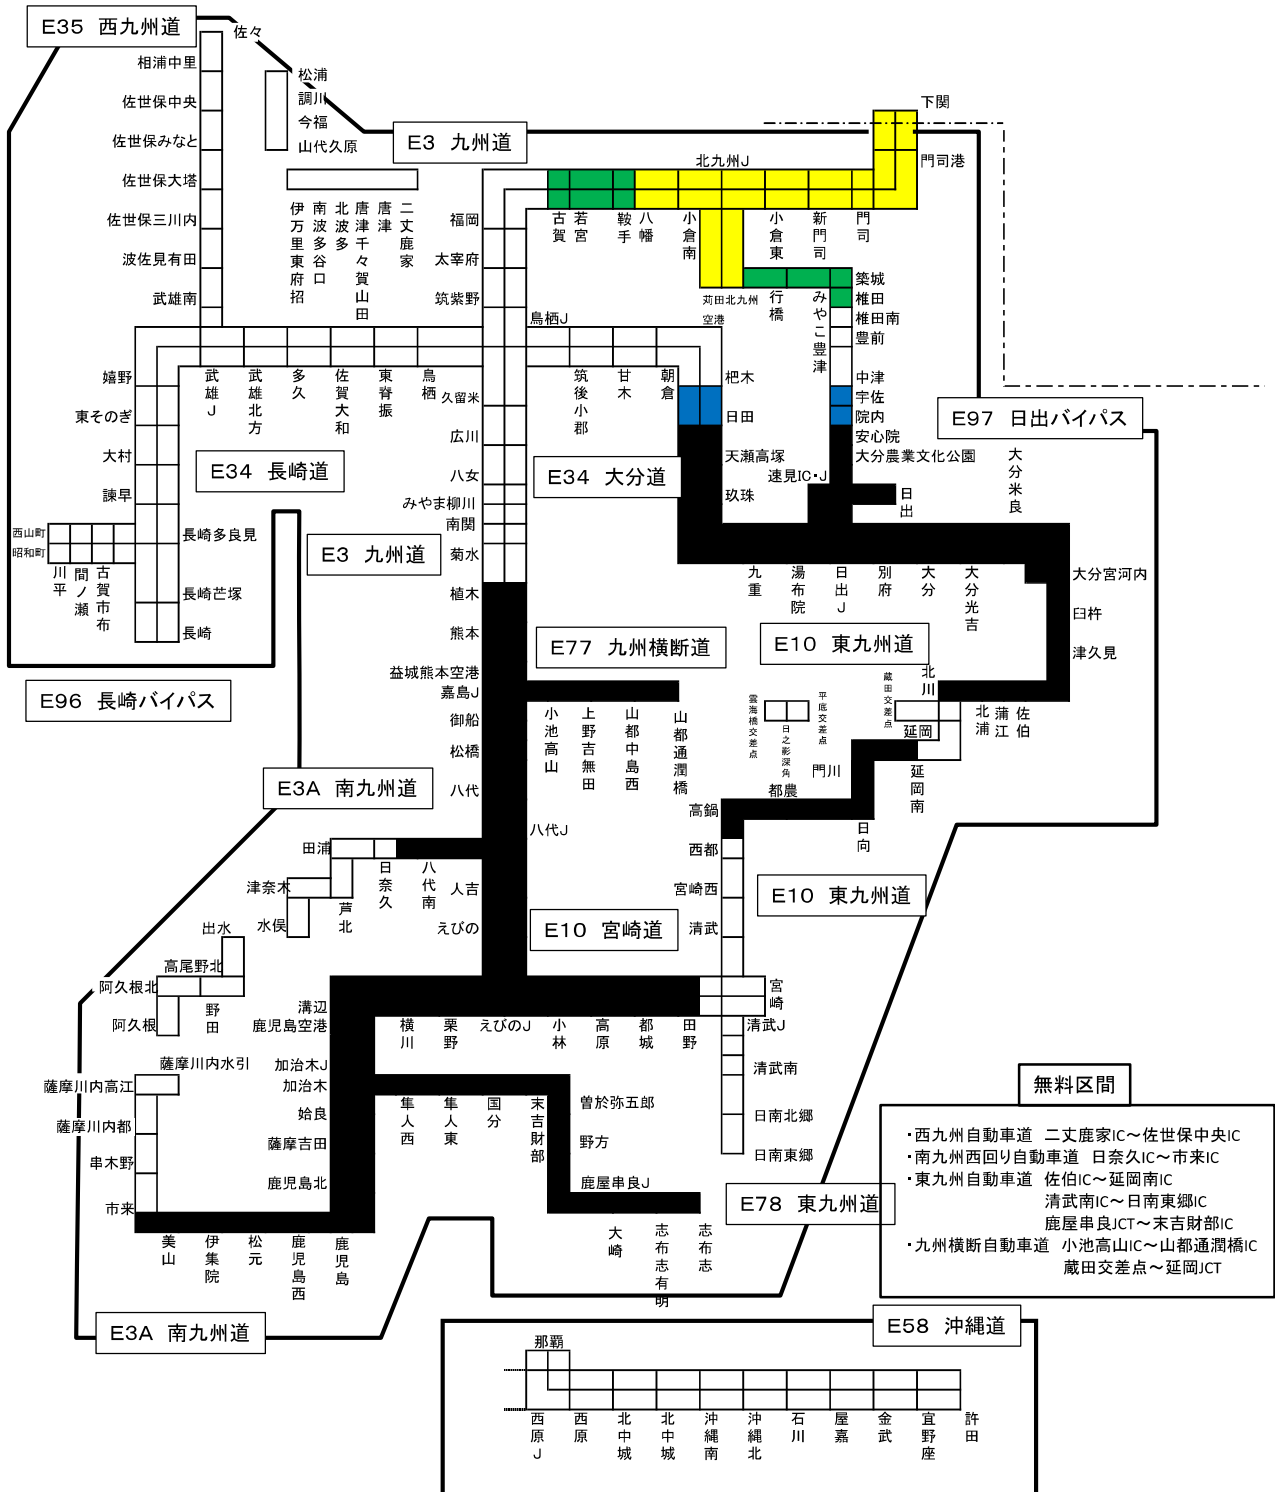 E35 西九州道
佐々
相浦中里
佐世保中央
佐世保みなと
佐世保大塔
佐世保三川内
波佐見有田
武雄南
松浦
調川
今福
山代久原
E3 九州道
下関
門司港
北九州J
伊万里東府招
南波多谷口
北波多
唐津千々賀山田
唐津
二丈鹿家
福岡
太宰府
筑紫野
古賀
若宮
鞍手
八幡
小倉南
小倉東
新門司
門司
苅田北九州
空港
行橋
みやこ豊津
築城
椎田
椎田南
豊前
鳥栖J
嬉野
東そのぎ
大村
諫早
武雄J
武雄北方
多久
佐賀大和
東脊振
鳥栖
久留米
広川
八女
みやま柳川
南関
菊水
筑後小郡
甘木
朝倉
杷木
日田
中津
宇佐
院内
安心院
E97 日出バイパス
E34 長崎道
E34 大分道
天瀬高塚
玖珠
速見IC・J
大分農業文化公園
日出
大分米良
西山町
昭和町
川平
間ノ瀬
古賀市布
長崎多良見
長崎芒塚
長崎
E3 九州道
植木
熊本
益城熊本空港
嘉島J
御船
松橋
八代
九重
湯布院
日出J
別府
大分
大分光吉
大分宮河内
臼杵
津久見
E77 九州横断道
E10 東九州道
E96 長崎バイパス
小池高山
上野吉無田
山都中島西
山都通潤橋
雲海橋交差点
日之影深角
平底交差点
蔵田交差点
北川
延岡
延岡南
北浦
蒲江
佐伯
門川
都農
高鍋
日向
E3A 南九州道
八代J
田浦
日奈久
八代南
人吉
えびの
津奈木
水俣
芦北
西都
宮崎西
清武
E10 東九州道
E10 宮崎道
出水
高尾野北
阿久根北
阿久根
野田
溝辺
鹿児島空港
横川
栗野
えびのJ
小林
高原
都城
田野
宮崎
清武J
清武南
日南北郷
日南東郷
薩摩川内水引
薩摩川内高江
薩摩川内都
串木野
市来
加治木J
加治木
姶良
薩摩吉田
鹿児島北
隼人西
隼人東
国分
末吉財部
曽於弥五郎
野方
鹿屋串良J
大崎
志布志有明
志布志
E78 東九州道
美山
伊集院
松元
鹿児島西
鹿児島
無料区間
・西九州自動車道 二丈鹿家IC～佐世保中央IC
・南九州西回り自動車道 日奈久IC～市来IC
・東九州自動車道 佐伯IC～延岡南IC
清武南IC～日南東郷IC
鹿屋串良JCT～末吉財部IC
・九州横断自動車道 小池高山IC～山都通潤橋IC
蔵田交差点～延岡JCT
E3A 南九州道
E58 沖縄道
那覇
西原J
西原
北中城
北中城
沖縄南
沖縄北
石川
屋嘉
金武
宜野座
許田